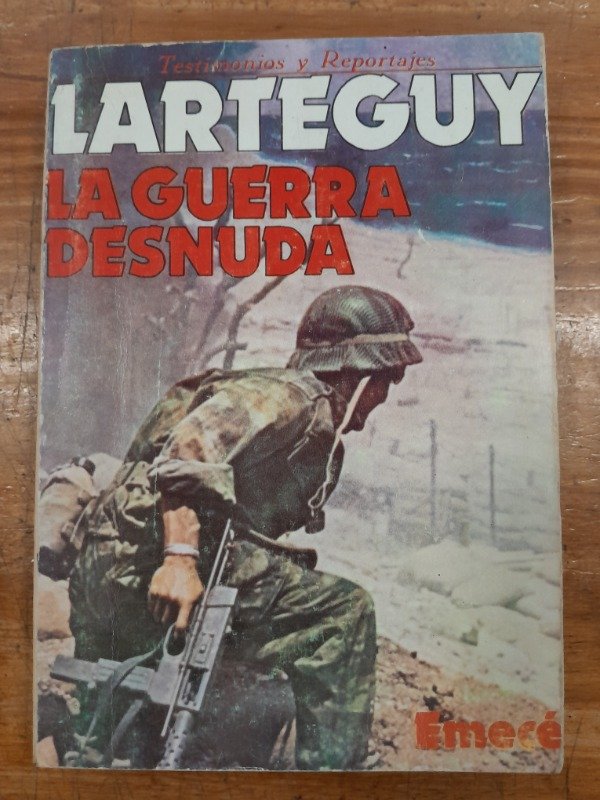 Testimonios y Reportajes
LARTEGUY
LA GUERRA
DESNUDA
Emecé